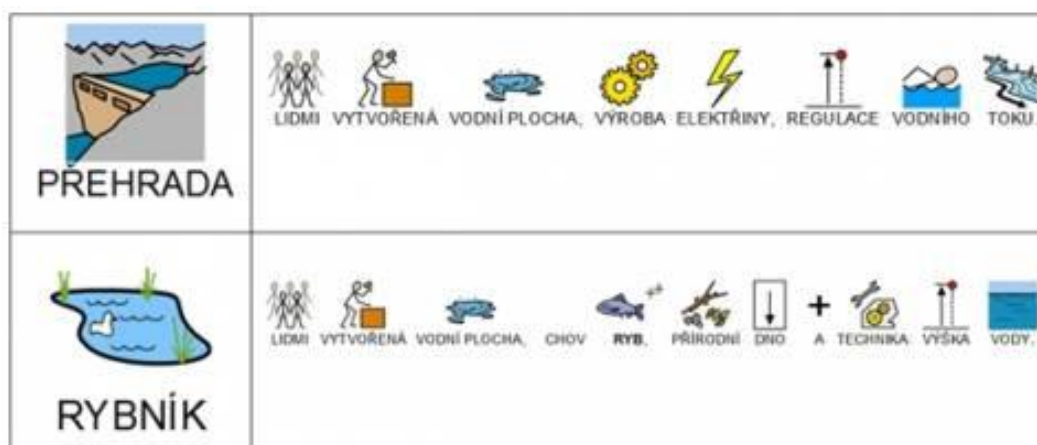 PŘEHRADA
LIDMI VYTVOŘENÁ VODNÍ PLOCHA, VÝROBA ELEKTŘINY, REGULACE VODNÍHO TOKU.
RYBNÍK
LIDMI VYTVOŘENÁ VODNÍ PLOCHA, CHOV RYB, PŘÍRODNÍ DNO A TECHNIKA VÝŠKA VODY.